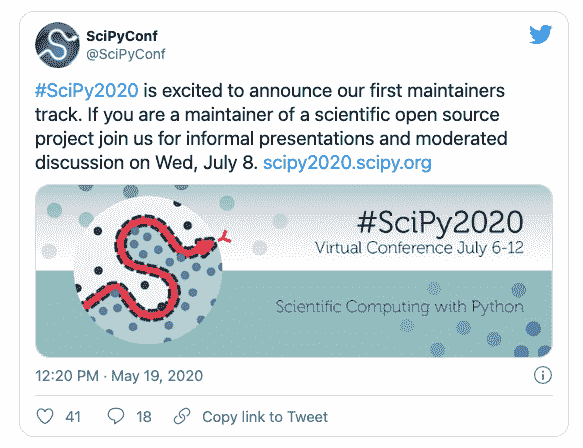 SciPyConf
@SciPyConf
#SciPy2020 is excited to announce our first maintainers
track. If you are a maintainer of a scientific open source
project join us for informal presentations and moderated
discussion on Wed, July 8. scipy2020.scipy.org
#SciPy2020
Virtual Conference July 6-12
Scientific Computing with Python
12:20 PM · May 19, 2020
41 18 Copy link to Tweet